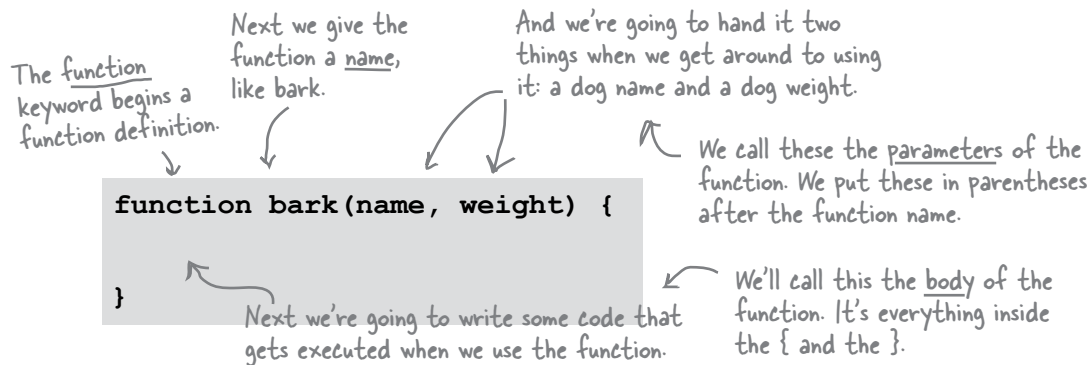 The function
keyword begins a
function definition.
Next we give the
function a name,
like bark.
And we're going to hand it two
things when we get around to using
it: a dog name and a dog weight.
We call these the parameters of the
function. We put these in parentheses
after the function name.
function bark(name, weight) {
}
Next we're going to write some code that
gets executed when we use the function.
We'll call this the body of the
function. It's everything inside
the { and the }.